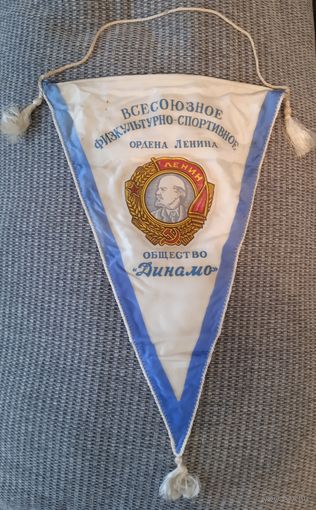 ВСЕСОЮЗНОЕ
ФИЗКУЛЬТУРНО-СПОРТИВНОЕ
ОРДЕНА ЛЕНИНА
ЛЕНИН
ОБЩЕСТВО
«Динамо»